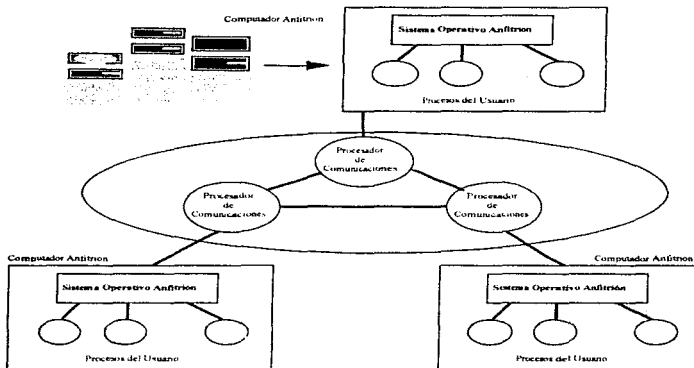 Computador Anfitrion
Sistema Operativo Anfitrion
Procesos del Usuario
Procesador
de
Comunicaciones
Procesador
de
Comunicaciones
Procesador
de
Comunicaciones
Computador Anfitrion
Sistema Operativo Anfitrion
Procesos del Usuario
Computador Anfitrion
Sistema Operativo Anfitrión
Procesos del Usuario